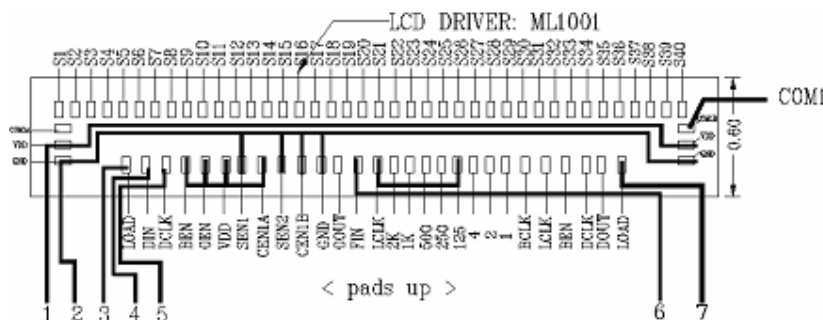 LCD DRIVER: ML1001
S1 S2 S3 S4 S5 S6 S7 S8 S9 S10 S11 S12 S13 S14 S15 S16 S17 S18 S19 S20 S21 S22 S23 S24 S25 S26 S27 S28 S29 S30 S31 S32 S33 S34 S35 S36 S37 S38 S39 S40
COM1
VDD VDD
GND GND
0.60
LOAD DIN DCLK BEN OEN VDD SEN1 CEN1A SEN2 CEN1B GND OOUT FIN LCLK 2K 1K 500 250 125 4 2 1 BCLK LCLK BEN DCLK DOUT LOAD
< pads up >
1 2 3 4 5 6 7